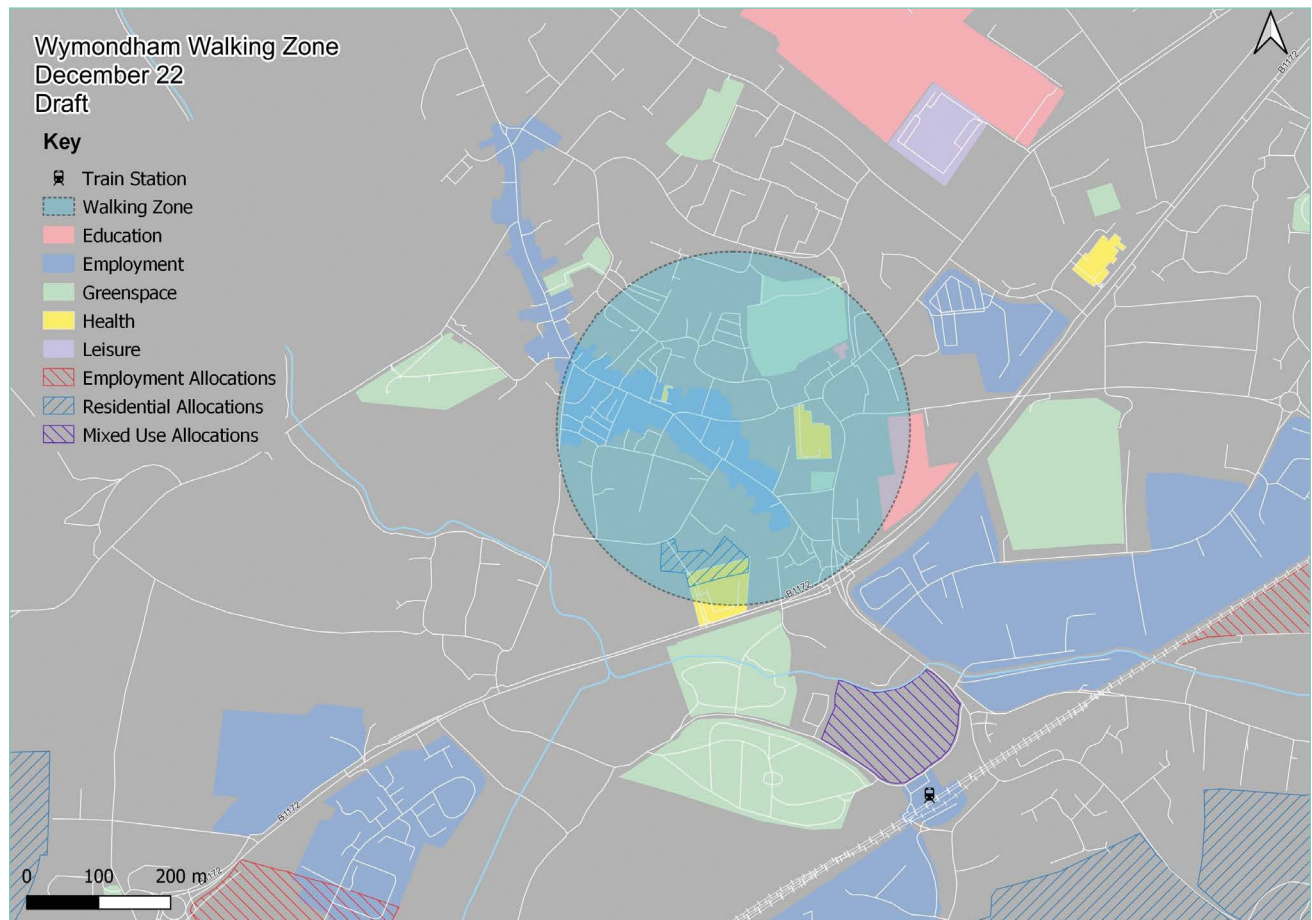 Wymondham Walking Zone
December 22
Draft
Key
Train Station
Walking Zone
Education
Employment
Greenspace
Health
Leisure
Employment Allocations
Residential Allocations
Mixed Use Allocations
B1172
B1172
B1172
0 100 200 m